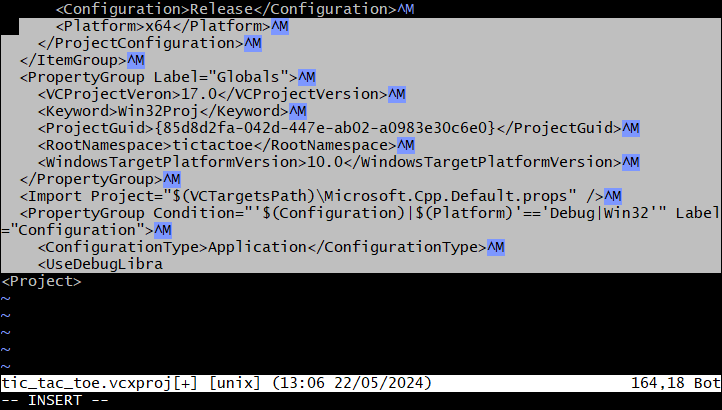 <Configuration>Release</Configuration>^M
      <Platform>x64</Platform>^M
    </ProjectConfiguration>^M
  </ItemGroup>^M
  <PropertyGroup Label="Globals">^M
    <VCProjectVeron>17.0</VCProjectVersion>^M
    <Keyword>Win32Proj</Keyword>^M
    <ProjectGuid>{85d8d2fa-042d-447e-ab02-a0983e30c6e0}</ProjectGuid>^M
    <RootNamespace>tictactoe</RootNamespace>^M
    <WindowsTargetPlatformVersion>10.0</WindowsTargetPlatformVersion>^M
  </PropertyGroup>^M
  <Import Project="$(VCTargetsPath)\Microsoft.Cpp.Default.props" />^M
  <PropertyGroup Condition="'$(Configuration)|$(Platform)'=='Debug|Win32'" Label
="Configuration">^M
    <ConfigurationType>Application</ConfigurationType>^M
    <UseDebugLibra
<Project>
~
~
~
~
~
tic_tac_toe.vcxproj[+] [unix] (13:06 22/05/2024) 164,18 Bot
-- INSERT --